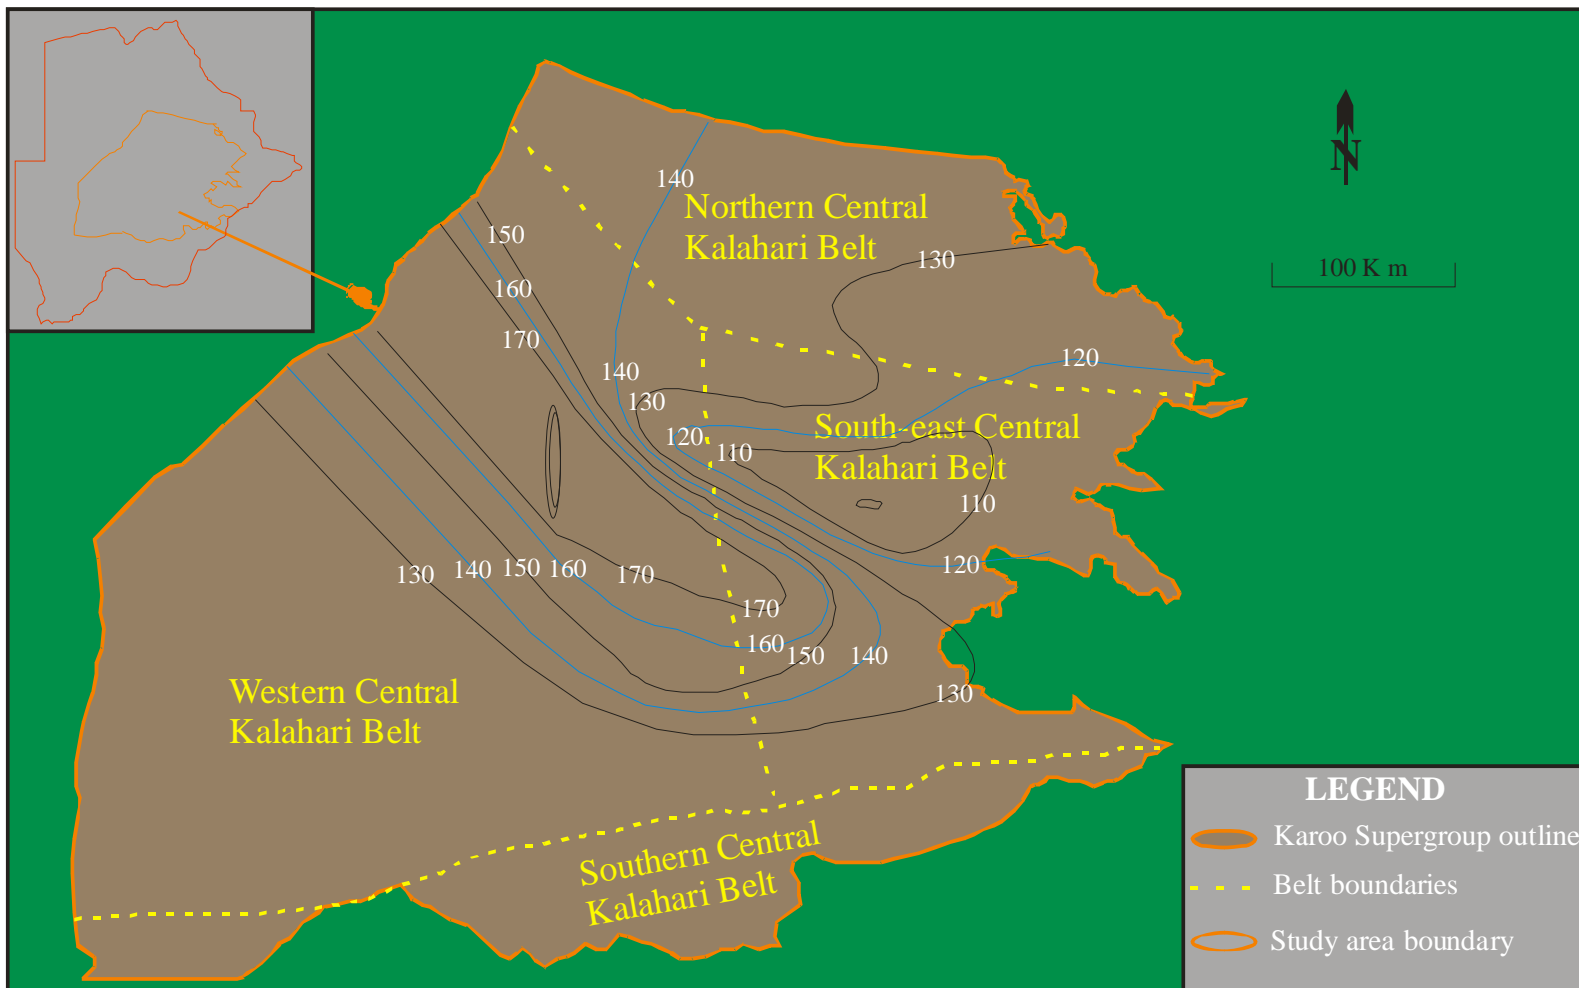 N
100 K m
140
Northern Central
Kalahari Belt
150
130
160
170
120
140
130
South-east Central
Kalahari Belt
120
110
110
120
130
140
150
160
170
170
160
150
140
130
Western Central
Kalahari Belt
Southern Central
Kalahari Belt
LEGEND
Karoo Supergroup outline
Belt boundaries
Study area boundary